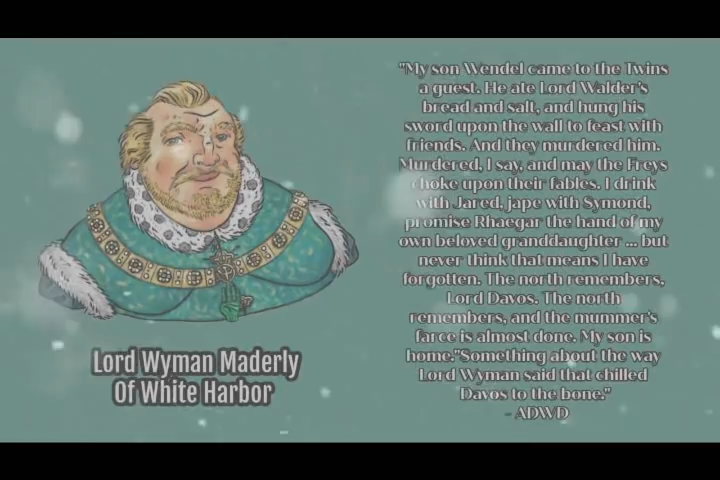 "My son Wendel came to the Twins
a guest. He ate Lord Walder's
bread and salt, and hung his
sword upon the wall to feast with
friends. And they murdered him.
Murdered, I say, and may the Freys
choke upon their fables. I drink
with Jared, jape with Symond,
promise Rhaegar the hand of my
own beloved granddaughter ... but
never think that means I have
forgotten. The north remembers,
Lord Davos. The north
remembers, and the mummer's
farce is almost done. My son is
home."Something about the way
Lord Wyman said that chilled
Davos to the bone."
- ADWD
Lord Wyman Maderly
Of White Harbor